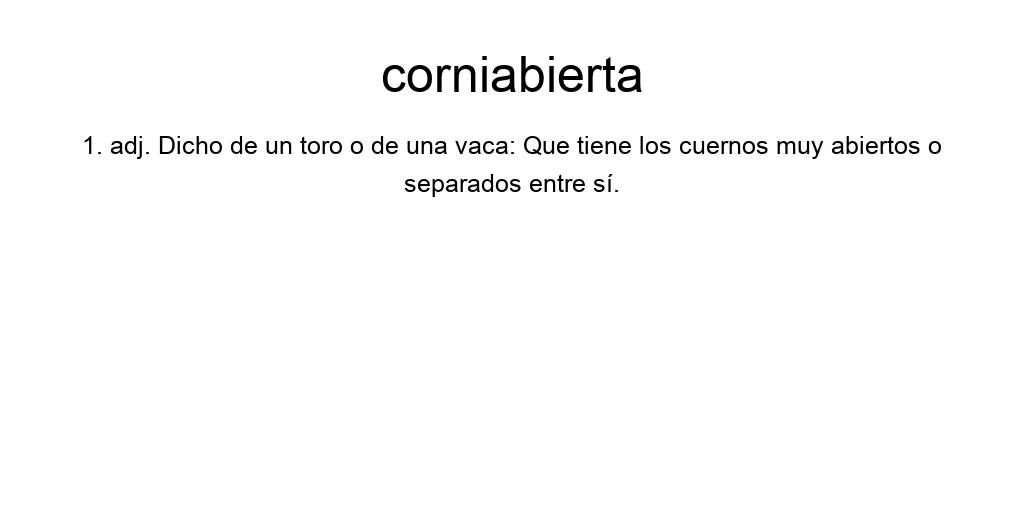 corniabierta
1. adj. Dicho de un toro o de una vaca: Que tiene los cuernos muy abiertos o
separados entre sí.